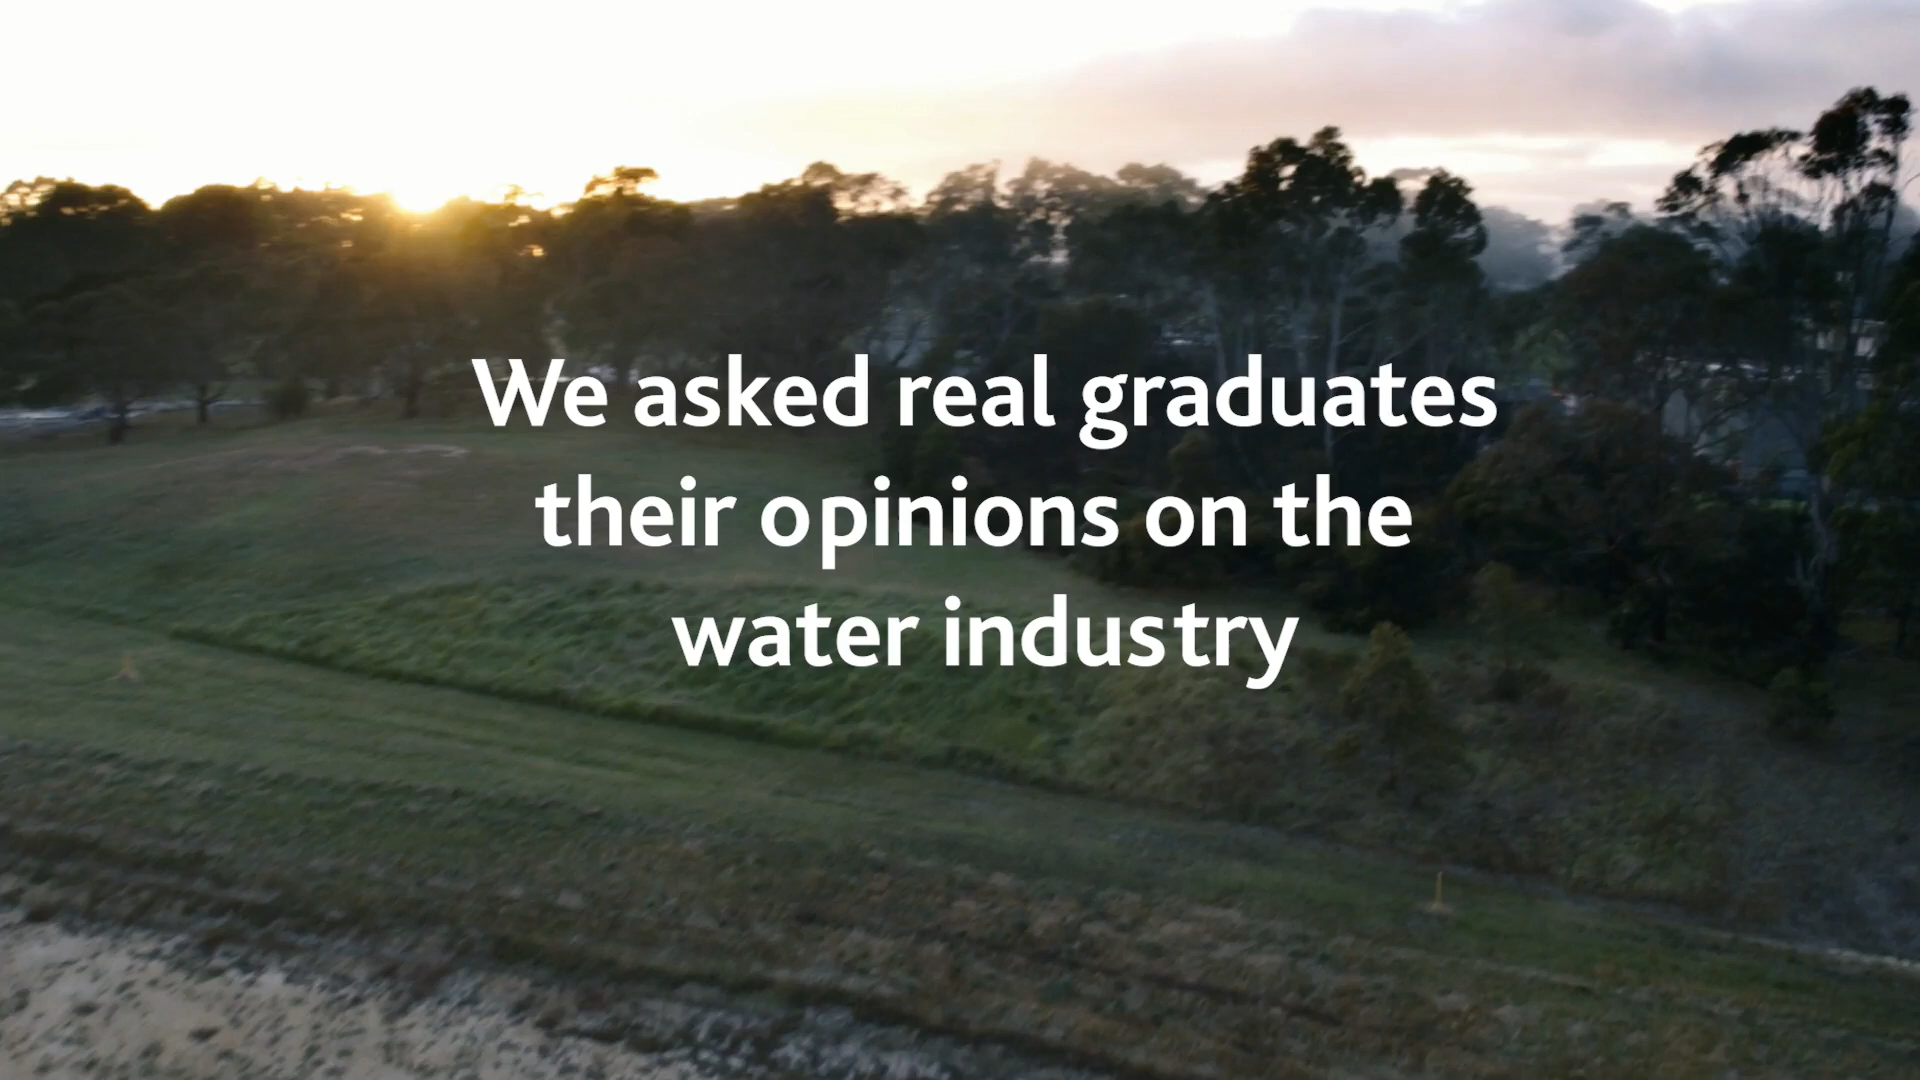 We asked real graduates
their opinions on the
water industry